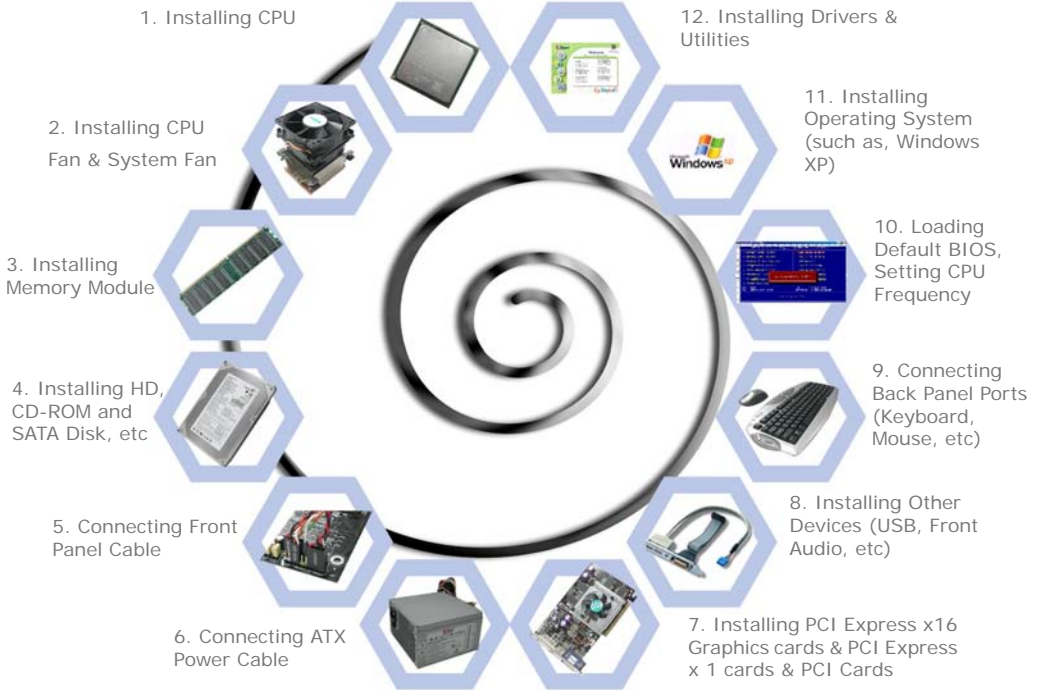 1. Installing CPU
2. Installing CPU
Fan & System Fan
3. Installing
Memory Module
4. Installing HD,
CD-ROM and
SATA Disk, etc
5. Connecting Front
Panel Cable
6. Connecting ATX
Power Cable
7. Installing PCI Express x16
Graphics cards & PCI Express
x 1 cards & PCI Cards
8. Installing Other
Devices (USB, Front
Audio, etc)
9. Connecting
Back Panel Ports
(Keyboard,
Mouse, etc)
10. Loading
Default BIOS,
Setting CPU
Frequency
11. Installing
Operating System
(such as, Windows
XP)
Microsoft
Windows xp
12. Installing Drivers &
Utilities